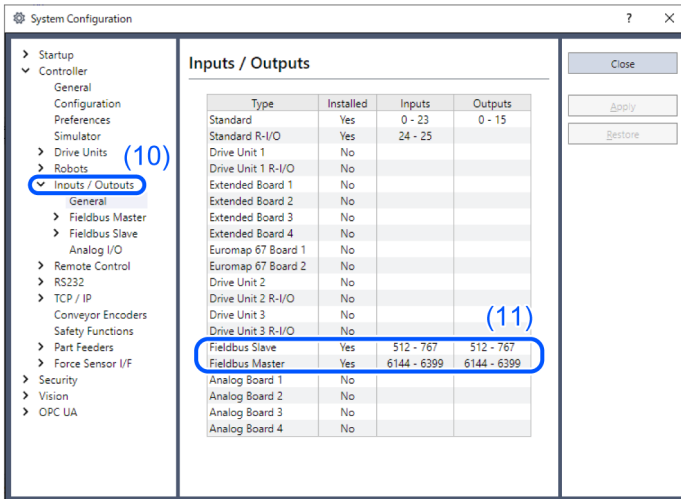 System Configuration ? ×
Startup
Controller
General
Configuration
Preferences
Simulator
Drive Units
(10)
Robots
Inputs / Outputs
General
Fieldbus Master
Fieldbus Slave
Analog I/O
Remote Control
RS232
TCP / IP
Conveyor Encoders
Safety Functions
Part Feeders
Force Sensor I/F
Security
Vision
OPC UA
Inputs / Outputs
Type Installed Inputs Outputs
Standard Yes 0 - 23 0 - 15
Standard R-I/O Yes 24 - 25
Drive Unit 1 No
Drive Unit 1 R-I/O No
Extended Board 1 No
Extended Board 2 No
Extended Board 3 No
Extended Board 4 No
Euromap 67 Board 1 No
Euromap 67 Board 2 No
Drive Unit 2 No
Drive Unit 2 R-I/O No
Drive Unit 3 No
Drive Unit 3 R-I/O No
(11)
Fieldbus Slave Yes 512 - 767 512 - 767
Fieldbus Master Yes 6144 - 6399 6144 - 6399
Analog Board 1 No
Analog Board 2 No
Analog Board 3 No
Analog Board 4 No
Close
Apply
Restore